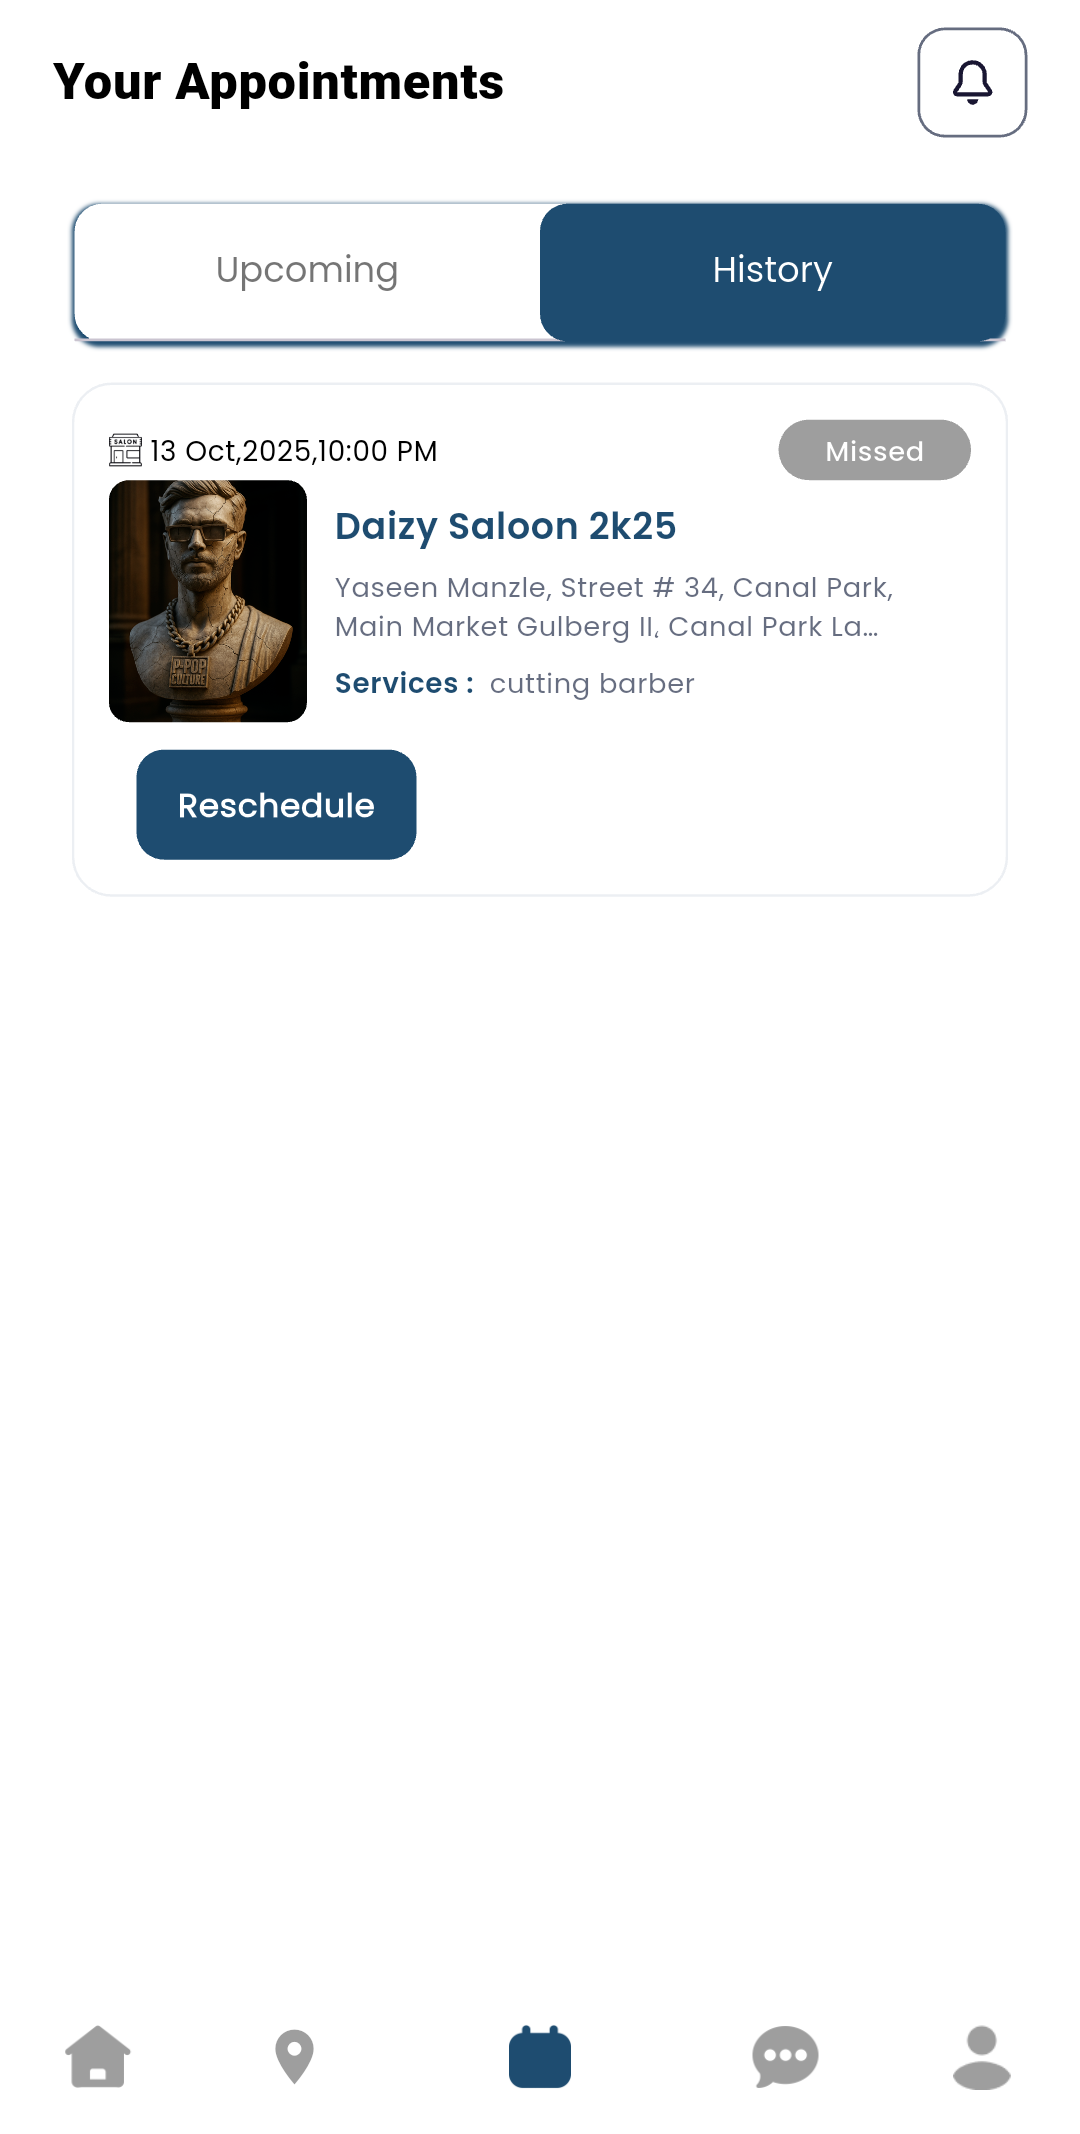 Your Appointments
Upcoming
History
SALON
13 Oct,2025,10:00 PM
Missed
Daizy Saloon 2k25
Yaseen Manzle, Street # 34, Canal Park,
Main Market Gulberg II، Canal Park La...
P-POP
CULTURE
Services : cutting barber
Reschedule